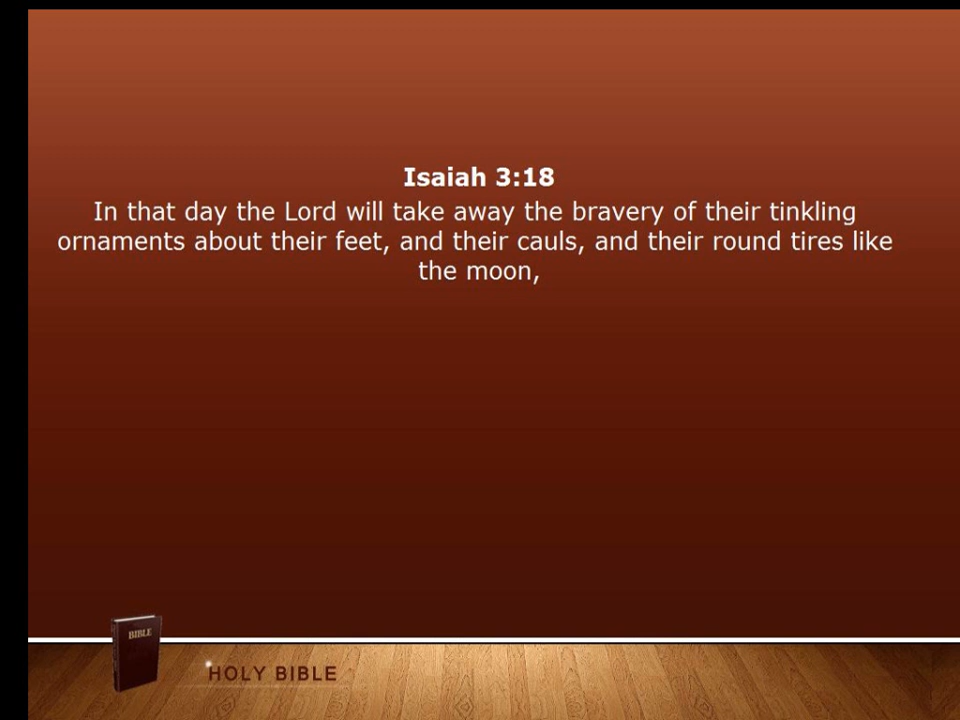 Isaiah 3:18
In that day the Lord will take away the bravery of their tinkling
ornaments about their feet, and their cauls, and their round tires like
the moon,
BIBLE
HOLY BIBLE